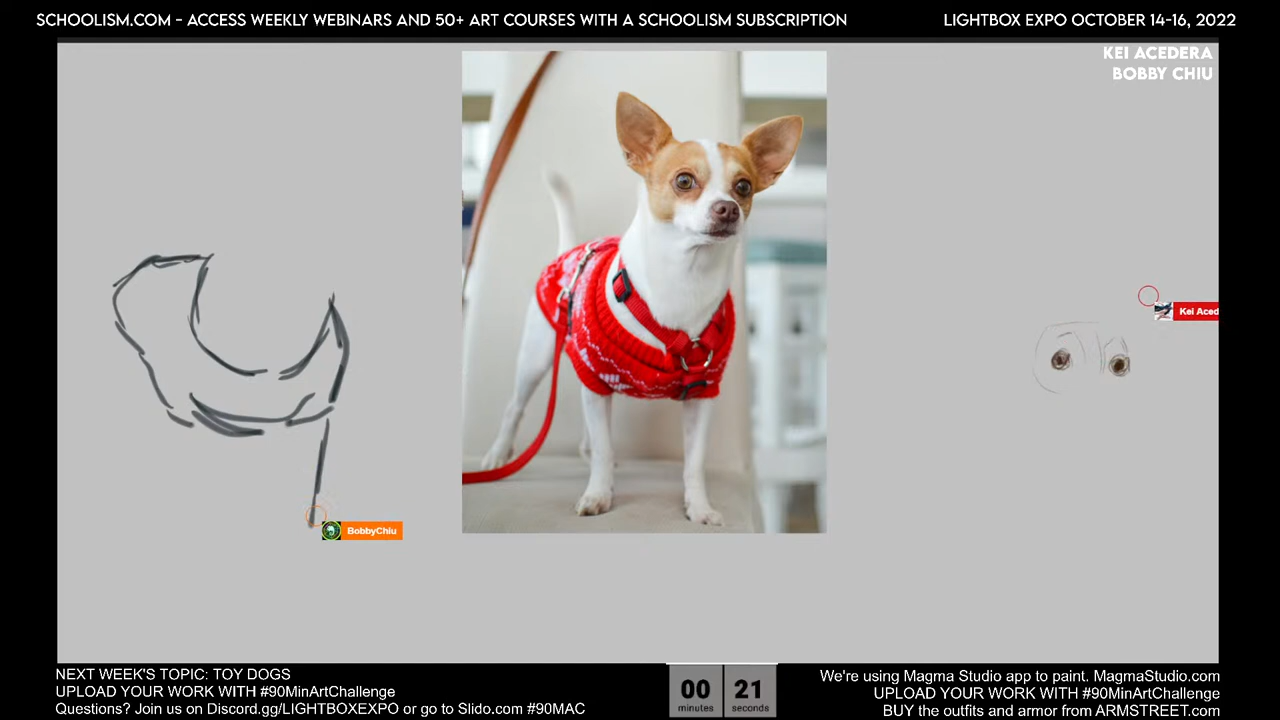 SCHOOLISM.COM - ACCESS WEEKLY WEBINARS AND 50+ ART COURSES WITH A SCHOOLISM SUBSCRIPTION
LIGHTBOX EXPO OCTOBER 14-16, 2022
KEI ACEDERA
BOBBY CHIU
Kei Aced
BobbyChiu
NEXT WEEK'S TOPIC: TOY DOGS
UPLOAD YOUR WORK WITH #90MinArtChallenge
Questions? Join us on Discord.gg/LIGHTBOXEXPO or go to Slido.com #90MAC
00
minutes
21
seconds
We're using Magma Studio app to paint. MagmaStudio.com
UPLOAD YOUR WORK WITH #90MinArtChallenge
BUY the outfits and armor from ARMSTREET.com